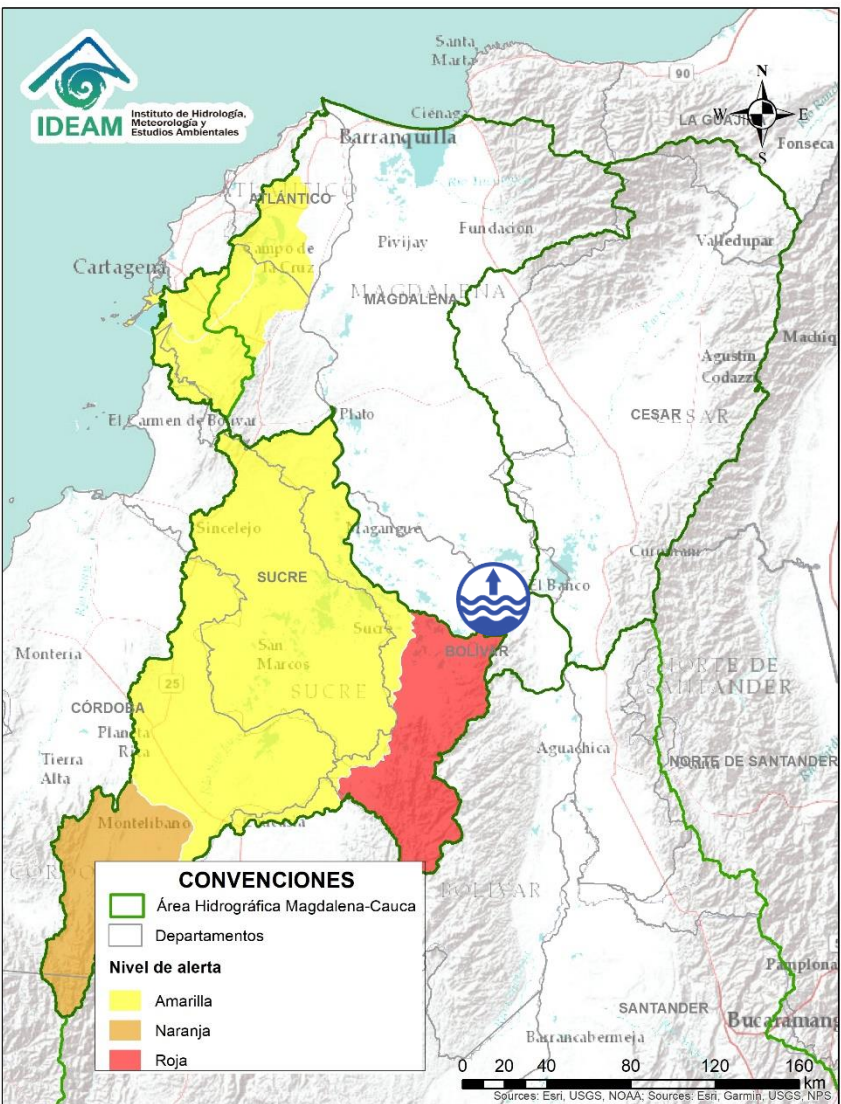 IDEAM
Instituto de Hidrología,
Meteorología y
Estudios Ambientales
Santa
Marta
90
N
W
E
S
LA GUAJIRA
Fonseca
Ciénaga
Barranquilla
ATLÁNTICO
ATLÁNTICO
Pivijay
Fundación
Valledupar
Campo de
la Cruz
Cartagena
MAGDALENA
MAGDALENA
Agustín
Codazzi
CESAR
CESAR
El Carmen de Bolívar
Plato
Sincelejo
Magangue
El Banco
SUCRE
Sucre
BOLÍVAR
San
Marcos
SUCRE
NORTE DE
SANTANDER
Montería
25
CÓRDOBA
Planeta
Rica
Tierra
Alta
Aguachica
NORTE DE SANTANDER
Montelibano
BOLÍVAR
CONVENCIONES
Área Hidrográfica Magdalena-Cauca
Departamentos
Nivel de alerta
Amarilla
Naranja
Roja
Pamplona
SANTANDER
Bucaramang
Barrancabermeja
0 20 40 80 120 160
km
Sources: Esri, USGS, NOAA; Sources: Esri, Garmin, USGS, NPS